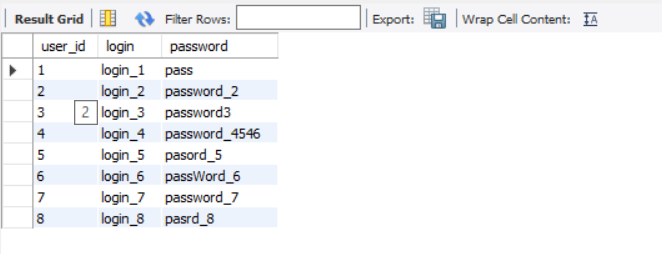 Result Grid Filter Rows: Export: Wrap Cell Content: IA
user_id login password
1 login_1 pass
2 login_2 password_2
3 2 login_3 password3
4 login_4 password_4546
5 login_5 pasord_5
6 login_6 passWord_6
7 login_7 password_7
8 login_8 pasrd_8